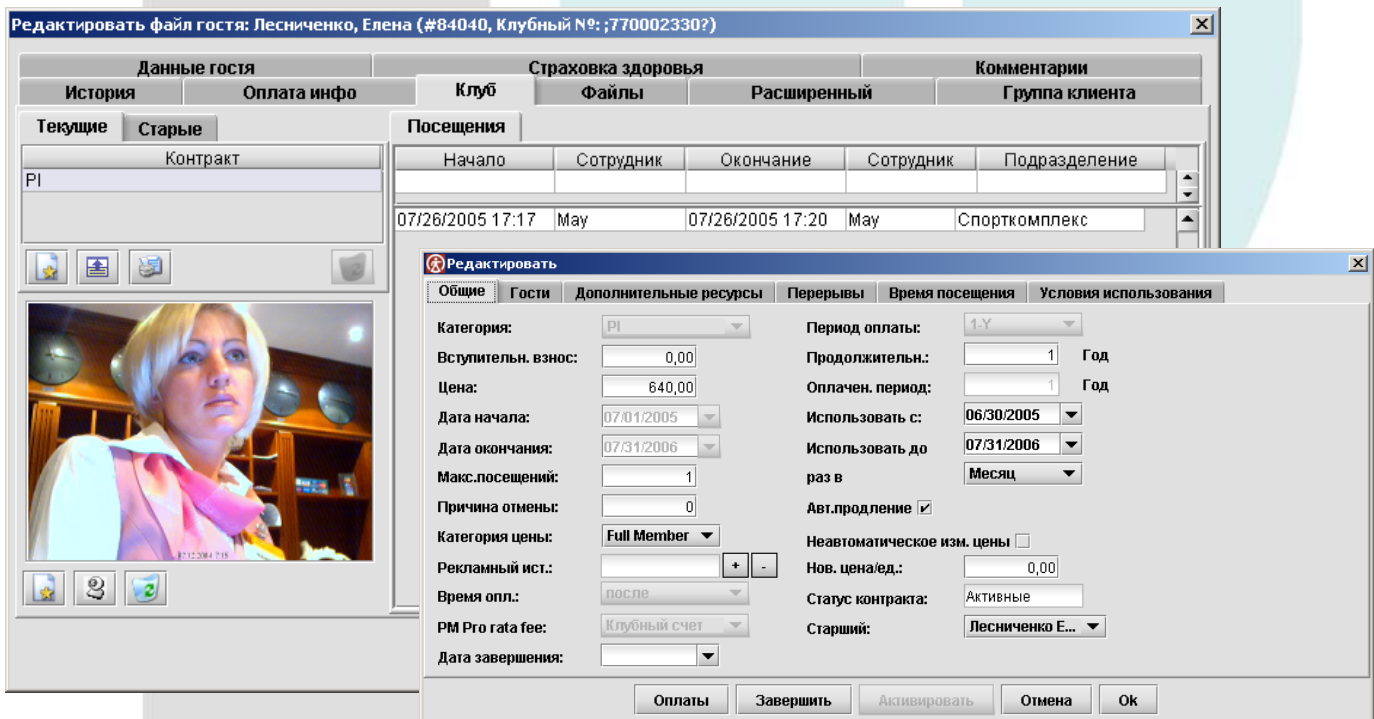 Редактировать файл гостя: Лесниченко, Елена (#84040, Клубный №: ;770002330?)
Данные гостя Страховка здоровья Комментарии
История Оплата инфо Клуб Файлы Расширенный Группа клиента
Текущие Старые Посещения
Контракт Начало Сотрудник Окончание Сотрудник Подразделение
PI
07/26/2005 17:17 May 07/26/2005 17:20 May Спорткомплекс
Редактировать
Общие Гости Дополнительные ресурсы Перерывы Время посещения Условия использования
Категория: PI Период оплаты: 1-Y
Вступительн. взнос: 0,00 Продолжительн.: 1 Год
Цена: 640,00 Оплачен. период: 1 Год
Дата начала: 07/01/2005 Использовать с: 06/30/2005
Дата окончания: 07/31/2006 Использовать до 07/31/2006
Макс.посещений: 1 раз в Месяц
Причина отмены: 0 Авт.продление
Категория цены: Full Member Неавтоматическое изм. цены
Рекламный ист.: + - Нов. цена/ед.: 0,00
Время опл.: после Статус контракта: Активные
PM Pro rata fee: Клубный счет Старший: Лесниченко Е...
Дата завершения:
Оплаты Завершить Активировать Отмена Ok